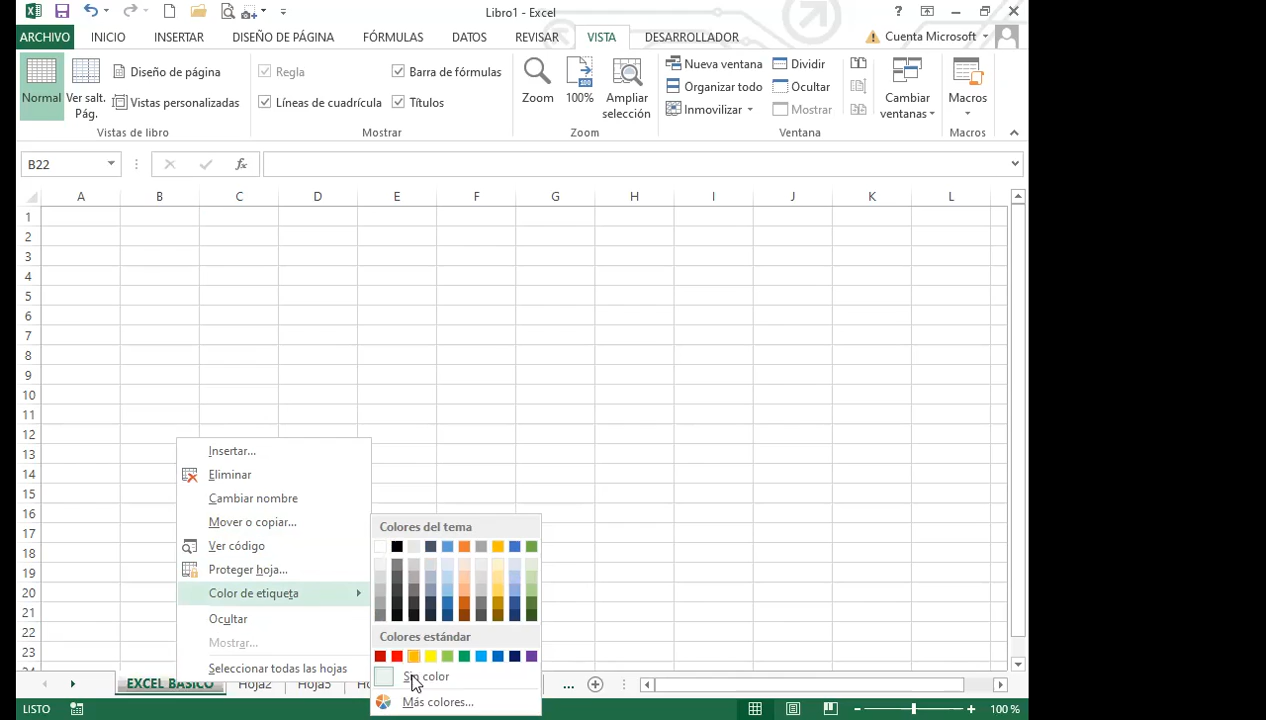 Libro1 - Excel
?
ARCHIVO INICIO INSERTAR DISEÑO DE PÁGINA FÓRMULAS DATOS REVISAR VISTA DESARROLLADOR Cuenta Microsoft
Normal
Ver salt. Pág.
Diseño de página
Vistas personalizadas
Vistas de libro
Regla
Barra de fórmulas
Líneas de cuadrícula
Títulos
Mostrar
Zoom
100
100%
Ampliar selección
Zoom
Nueva ventana
Organizar todo
Inmovilizar
Dividir
Ocultar
Mostrar
Cambiar ventanas
Ventana
Macros
Macros
B22
fx
A B C D E F G H I J K L
1
2
3
4
5
6
7
8
9
10
11
12
13
14
15
16
17
18
19
20
21
22
23
Insertar...
Eliminar
Cambiar nombre
Mover o copiar...
Ver código
Proteger hoja...
Color de etiqueta
Ocultar
Mostrar...
Seleccionar todas las hojas
Colores del tema
Colores estándar
Sin color
Más colores...
... EXCEL BASICO Hoja2 Hoja3 ...
LISTO
100 %